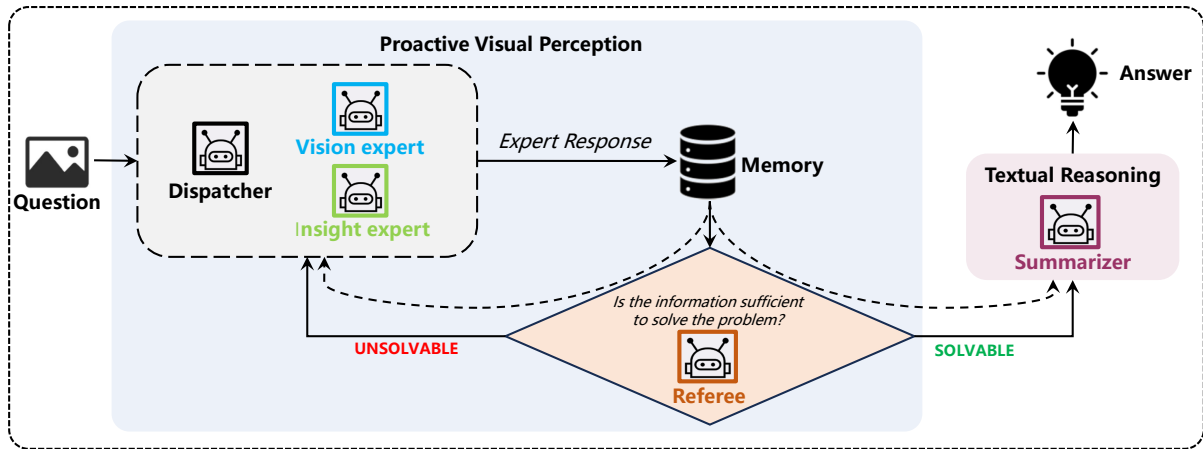 Proactive Visual Perception
Question
Dispatcher
Vision expert
Insight expert
Expert Response
Memory
Is the information sufficient
to solve the problem?
Referee
UNSOLVABLE
SOLVABLE
Answer
Textual Reasoning
Summarizer